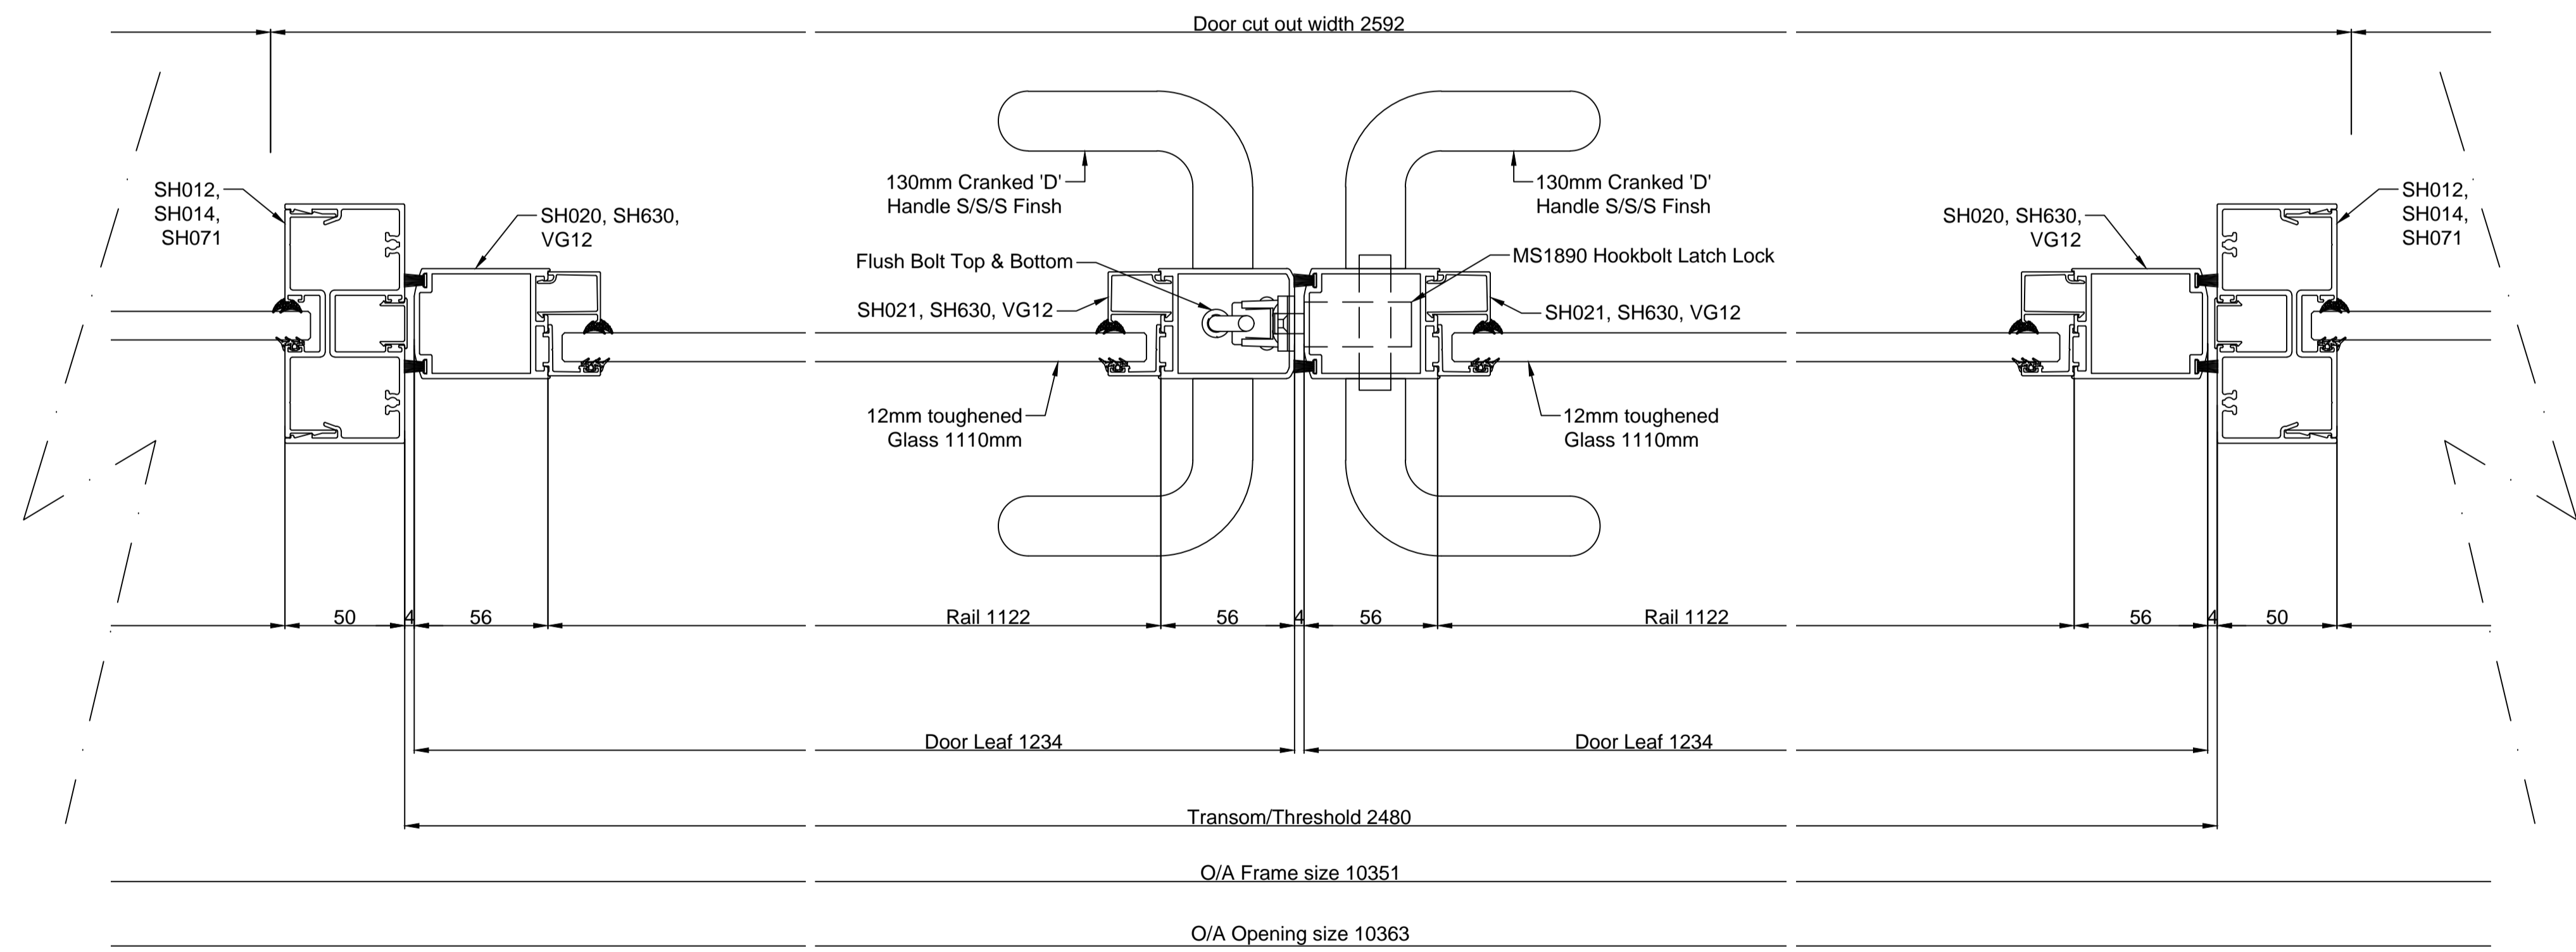 Door cut out width 2592
SH012,
SH014,
SH071
SH020, SH630,
VG12
130mm Cranked 'D'
Handle S/S/S Finsh
130mm Cranked 'D'
Handle S/S/S Finsh
SH020, SH630,
VG12
SH012,
SH014,
SH071
Flush Bolt Top & Bottom
MS1890 Hookbolt Latch Lock
SH021, SH630, VG12
SH021, SH630, VG12
12mm toughened
Glass 1110mm
12mm toughened
Glass 1110mm
50 4 56 Rail 1122 56 4 56 Rail 1122 56 4 50
Door Leaf 1234 Door Leaf 1234
Transom/Threshold 2480
O/A Frame size 10351
O/A Opening size 10363